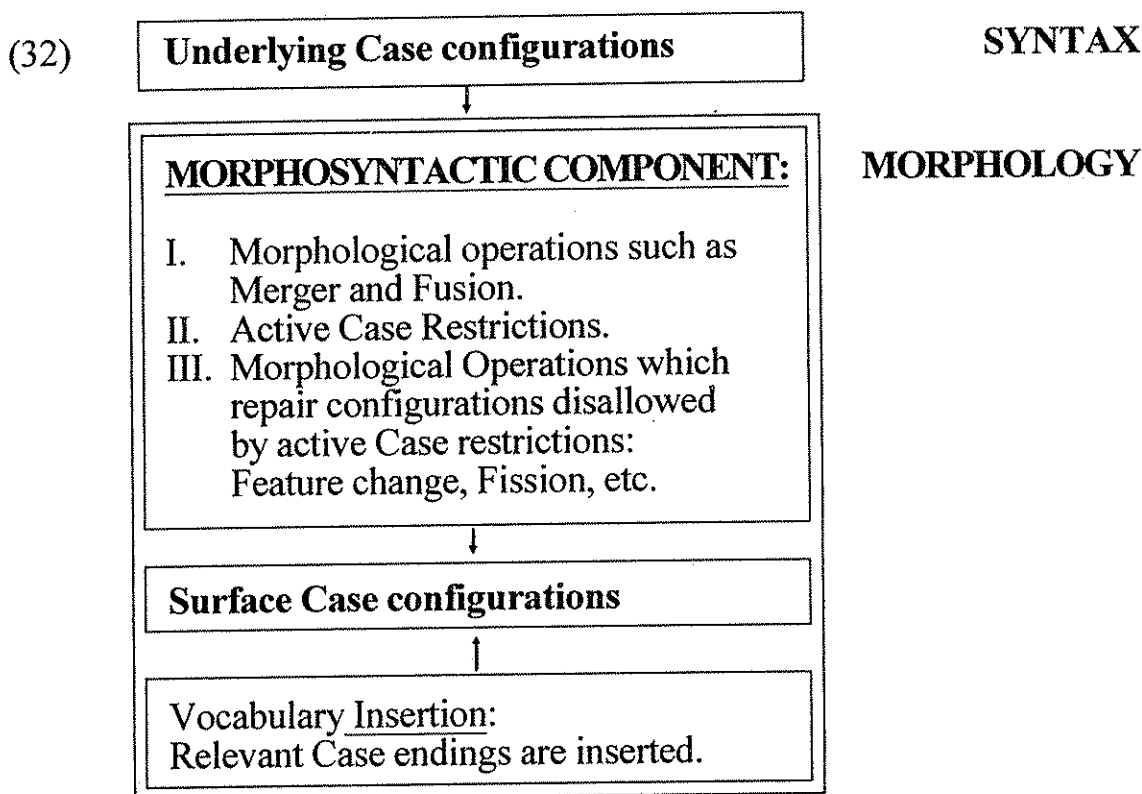 (32) Underlying Case configurations SYNTAX
MORPHOSYNTACTIC COMPONENT: MORPHOLOGY
I. Morphological operations such as
Merger and Fusion.
II. Active Case Restrictions.
III. Morphological Operations which
repair configurations disallowed
by active Case restrictions:
Feature change, Fission, etc.
Surface Case configurations
Vocabulary Insertion:
Relevant Case endings are inserted.